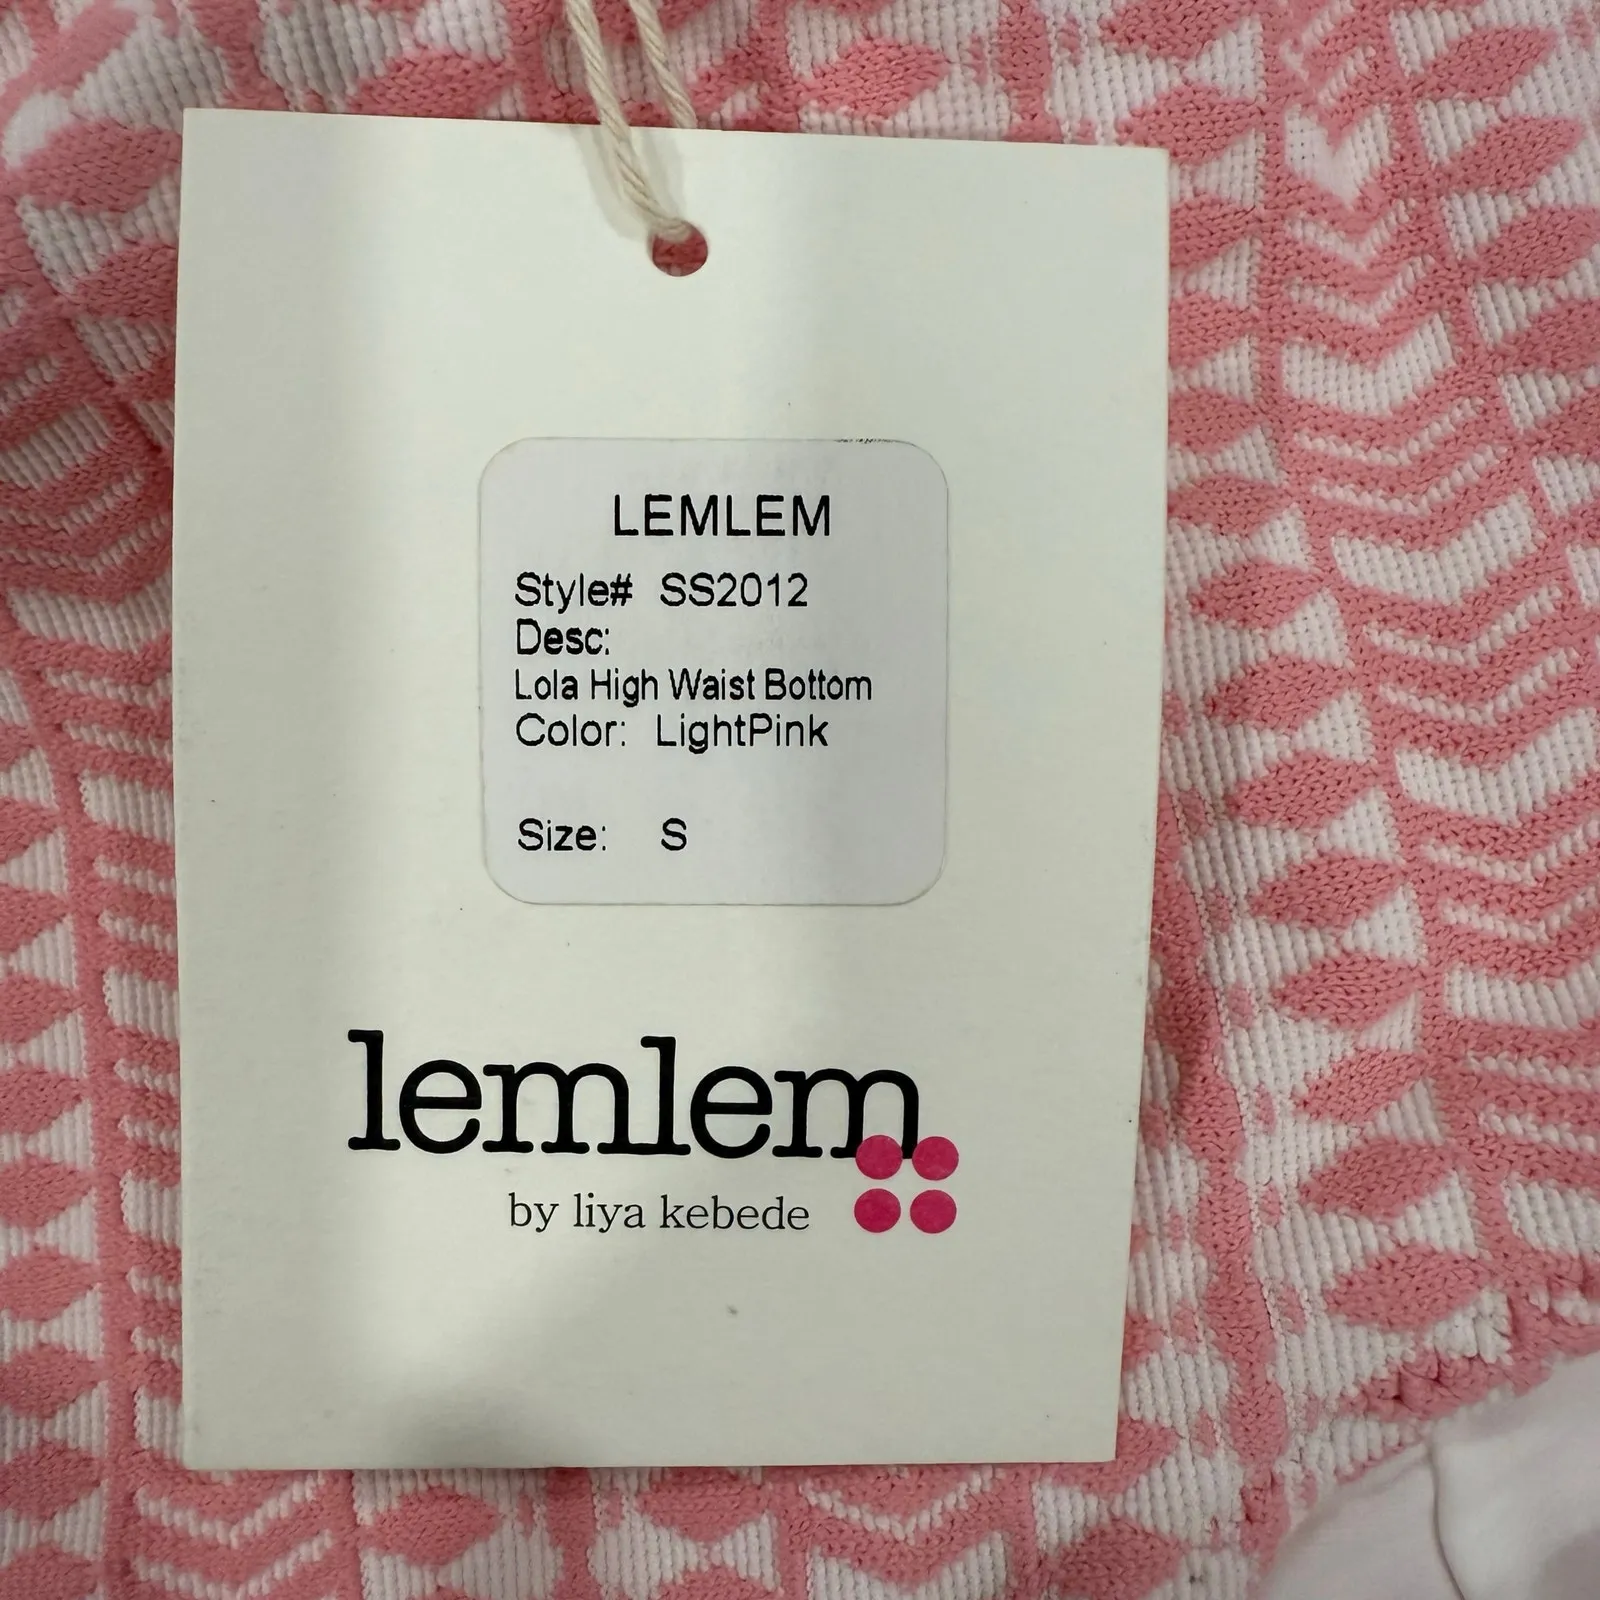 LEMLEM
Style# SS2012
Desc:
Lola High Waist Bottom
Color: LightPink
Size: S
lemlem
by liya kebede